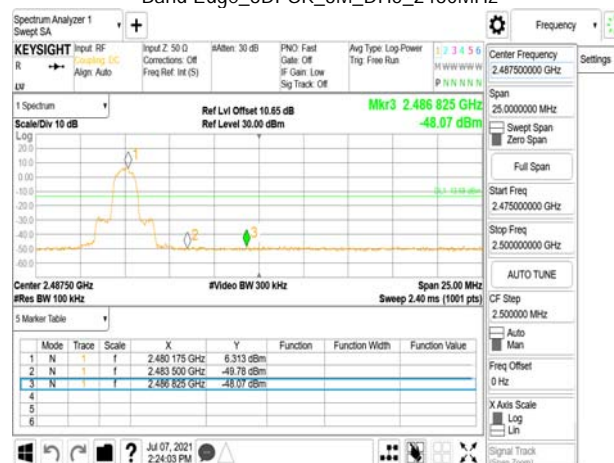 Spectrum Analyzer 1
Swept SA
+
Frequency
Settings
KEYSIGHT
R
Input: RF
Coupling: DC
Align: Auto
Input Z: 50 Ω
Corrections: Off
Freq Ref: Int (S)
#Atten: 30 dB
PNO: Fast
Gate: Off
IF Gain: Low
Sig Track: Off
Avg Type: Log-Power
Trig: Free Run
1 2 3 4 5 6
M W W W W W
P N N N N N
1 Spectrum
Scale/Div 10 dB
Log
Ref Lvl Offset 10.65 dB
Ref Level 30.00 dBm
Mkr3 2.486 825 GHz
-48.07 dBm
20.0
10.0
0.00
-10.0
-20.0
-30.0
-40.0
-50.0
-60.0
1
2
3
Center 2.48750 GHz
#Res BW 100 kHz
#Video BW 300 kHz
Span 25.00 MHz
Sweep 2.40 ms (1001 pts)
5 Marker Table
Mode Trace Scale X Y Function Function Width Function Value
1 N 1 f 2.480 175 GHz 6.313 dBm
2 N 1 f 2.483 500 GHz -49.78 dBm
3 N 1 f 2.486 825 GHz -48.07 dBm
4
5
6
Jul 07, 2021
2:24:03 PM
Center Frequency
2.487500000 GHz
Span
25.0000000 MHz
Swept Span
Zero Span
Full Span
Start Freq
2.475000000 GHz
Stop Freq
2.500000000 GHz
AUTO TUNE
CF Step
2.500000 MHz
Auto
Man
Freq Offset
0 Hz
X Axis Scale
Log
Lin
Signal Track